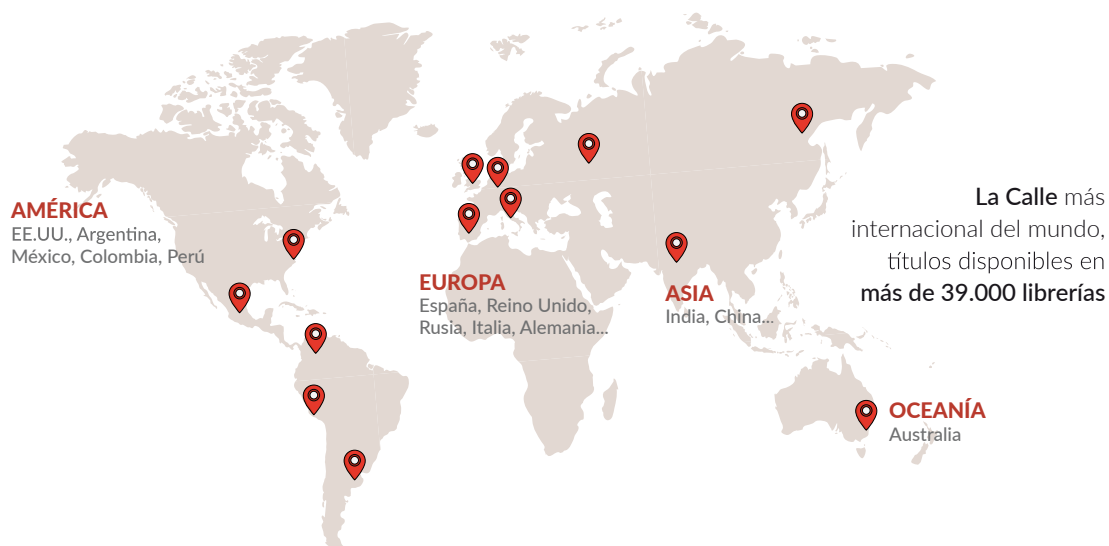 AMÉRICA
EE.UU., Argentina,
México, Colombia, Perú
EUROPA
España, Reino Unido,
Rusia, Italia, Alemania...
ASIA
India, China...
La Calle más
internacional del mundo,
títulos disponibles en
más de 39.000 librerías
OCEANÍA
Australia